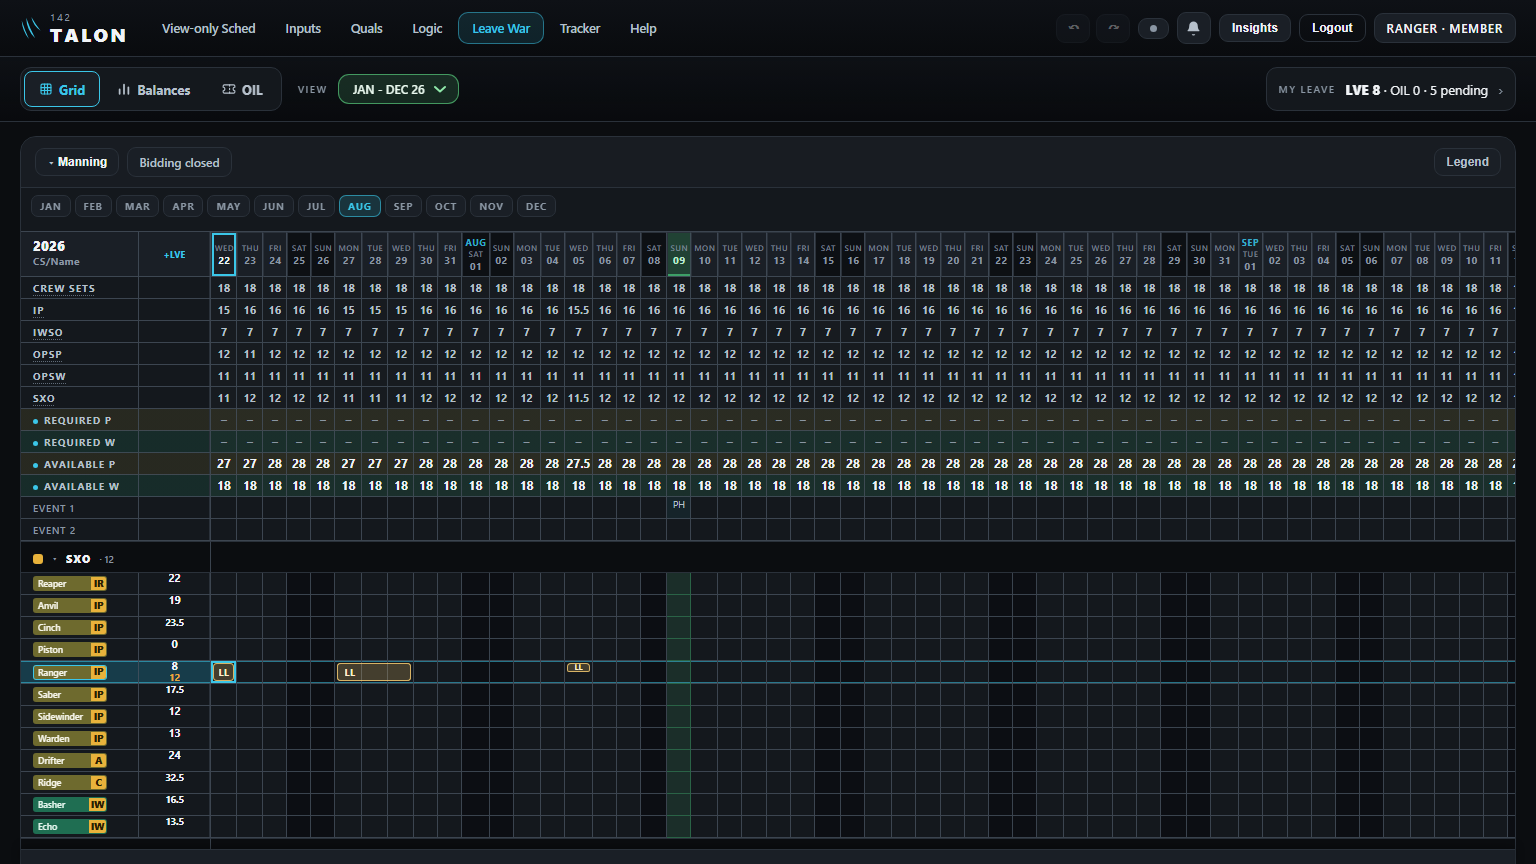 142
TALON
View-only Sched Inputs Quals Logic Leave War Tracker Help
Insights Logout RANGER · MEMBER
Grid Balances OIL VIEW JAN - DEC 26
MY LEAVE LVE 8 · OIL 0 · 5 pending ›
Manning Bidding closed Legend
JAN FEB MAR APR MAY JUN JUL AUG SEP OCT NOV DEC
2026
CS/Name
+LVE
WED 22 THU 23 FRI 24 SAT 25 SUN 26 MON 27 TUE 28 WED 29 THU 30 FRI 31 AUG SAT 01 SUN 02 MON 03 TUE 04 WED 05 THU 06 FRI 07 SAT 08 SUN 09 MON 10 TUE 11 WED 12 THU 13 FRI 14 SAT 15 SUN 16 MON 17 TUE 18 WED 19 THU 20 FRI 21 SAT 22 SUN 23 MON 24 TUE 25 WED 26 THU 27 FRI 28 SAT 29 SUN 30 MON 31 SEP TUE 01 WED 02 THU 03 FRI 04 SAT 05 SUN 06 MON 07 TUE 08 WED 09 THU 10 FRI 11
CREW SETS 18 18 18 18 18 18 18 18 18 18 18 18 18 18 18 18 18 18 18 18 18 18 18 18 18 18 18 18 18 18 18 18 18 18 18 18 18 18 18 18 18 18 18 18 18 18 18 18 18 18 18 18
IP 15 16 16 16 16 15 15 15 16 16 16 16 16 16 15.5 16 16 16 16 16 16 16 16 16 16 16 16 16 16 16 16 16 16 16 16 16 16 16 16 16 16 16 16 16 16 16 16 16 16 16 16 16
IWSO 7 7 7 7 7 7 7 7 7 7 7 7 7 7 7 7 7 7 7 7 7 7 7 7 7 7 7 7 7 7 7 7 7 7 7 7 7 7 7 7 7 7 7 7 7 7 7 7 7 7 7 7
OPSP 12 11 12 12 12 12 12 12 12 12 12 12 12 12 12 12 12 12 12 12 12 12 12 12 12 12 12 12 12 12 12 12 12 12 12 12 12 12 12 12 12 12 12 12 12 12 12 12 12 12 12 12
OPSW 11 11 11 11 11 11 11 11 11 11 11 11 11 11 11 11 11 11 11 11 11 11 11 11 11 11 11 11 11 11 11 11 11 11 11 11 11 11 11 11 11 11 11 11 11 11 11 11 11 11 11 11
SXO 11 12 12 12 12 11 11 11 12 12 12 12 12 12 11.5 12 12 12 12 12 12 12 12 12 12 12 12 12 12 12 12 12 12 12 12 12 12 12 12 12 12 12 12 12 12 12 12 12 12 12 12 12
REQUIRED P – – – – – – – – – – – – – – – – – – – – – – – – – – – – – – – – – – – – – – – – – – – – – – – – – – – –
REQUIRED W – – – – – – – – – – – – – – – – – – – – – – – – – – – – – – – – – – – – – – – – – – – – – – – – – – – –
AVAILABLE P 27 27 28 28 28 27 27 27 28 28 28 28 28 28 27.5 28 28 28 28 28 28 28 28 28 28 28 28 28 28 28 28 28 28 28 28 28 28 28 28 28 28 28 28 28 28 28 28 28 28 28 28 28
AVAILABLE W 18 18 18 18 18 18 18 18 18 18 18 18 18 18 18 18 18 18 18 18 18 18 18 18 18 18 18 18 18 18 18 18 18 18 18 18 18 18 18 18 18 18 18 18 18 18 18 18 18 18 18 18
EVENT 1 PH
EVENT 2
· SXO · 12
Reaper IR 22
Anvil IP 19
Cinch IP 23.5
Piston IP 0
Ranger IP 8 12 LL LL LL
Saber IP 17.5
Sidewinder IP 12
Warden IP 13
Drifter A 24
Ridge C 32.5
Basher IW 16.5
Echo IW 13.5